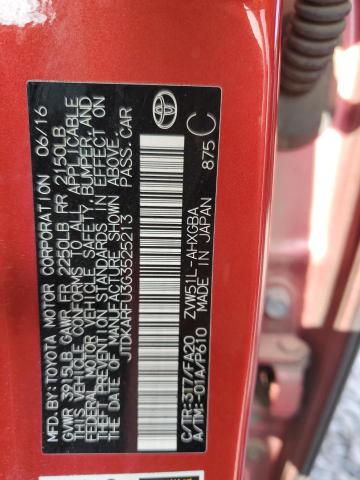 MFD. BY: TOYOTA MOTOR CORPORATION 06/16
GVWR 3915LB GAWR FR 2250LB RR 2150LB
THIS VEHICLE CONFORMS TO ALL APPLICABLE
FEDERAL MOTOR VEHICLE SAFETY, BUMPER, AND
THEFT PREVENTION STANDARDS IN EFFECT ON
THE DATE OF MANUFACTURE SHOWN ABOVE.
JTDKARFU3G3525213 PASS. CAR
C/TR: 3T7/FA20 ZVW51L-AHXGBA
A/TM: -01A/P610 MADE IN JAPAN 875 C